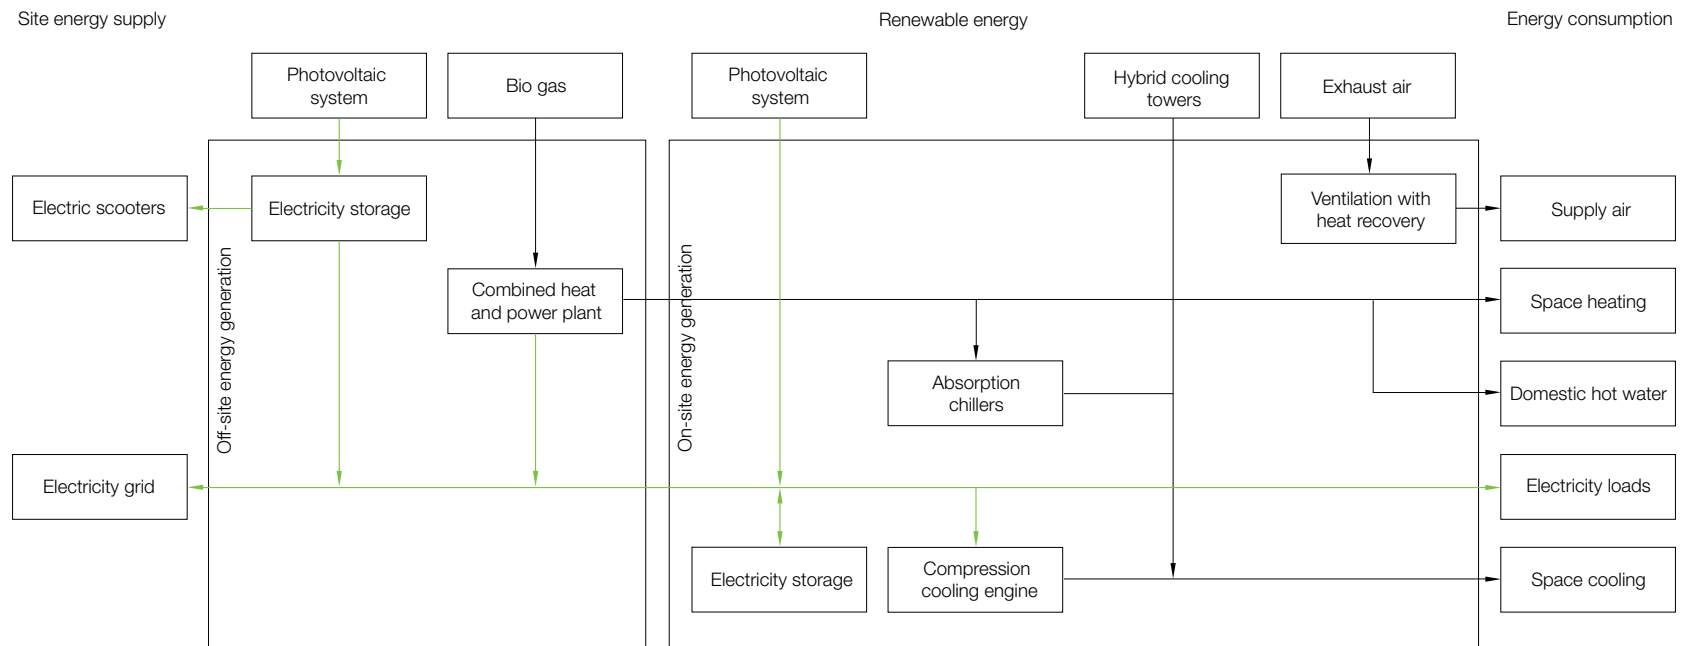 Site energy supply
Renewable energy
Energy consumption
Photovoltaic
system
Bio gas
Photovoltaic
system
Hybrid cooling
towers
Exhaust air
Electric scooters
Electricity storage
Ventilation with
heat recovery
Supply air
Off-site energy generation
Combined heat
and power plant
On-site energy generation
Space heating
Absorption
chillers
Domestic hot water
Electricity grid
Electricity loads
Electricity storage
Compression
cooling engine
Space cooling